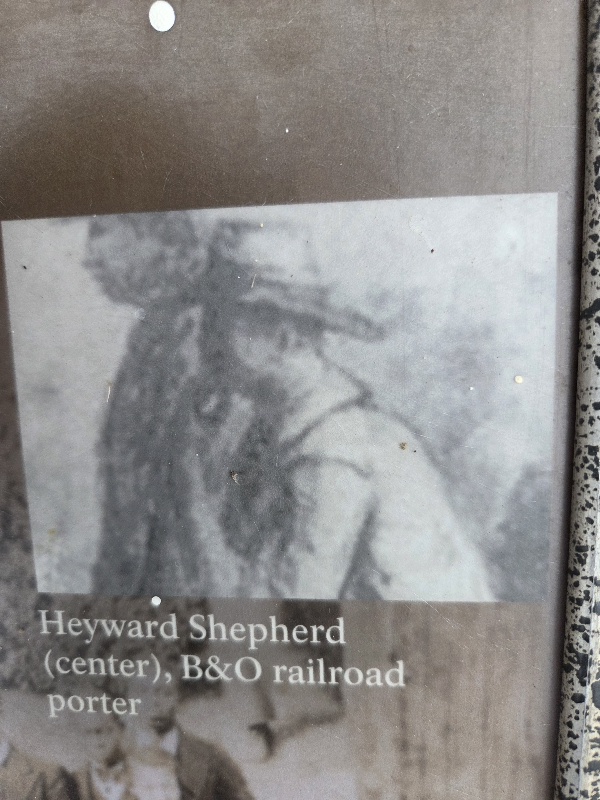 Heyward Shepherd
(center), B&O railroad
porter